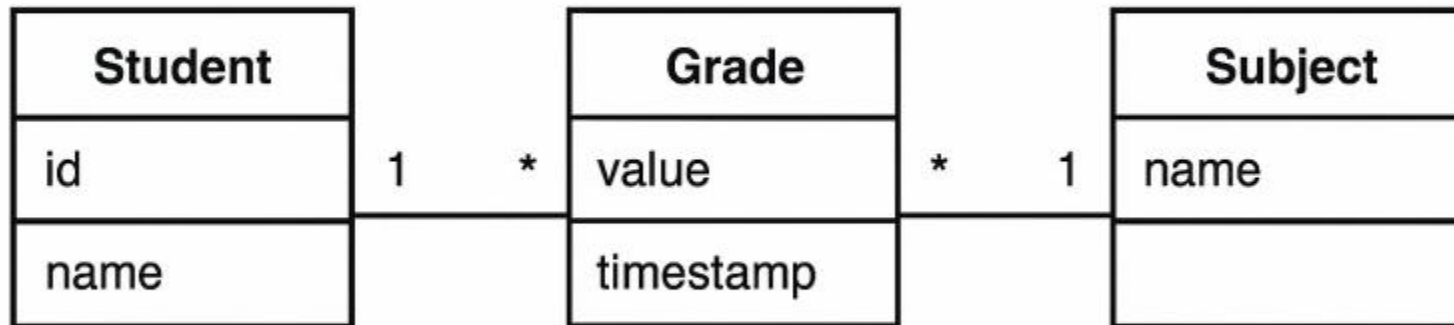 Student
Grade
Subject
id
1
*
value
*
1
name
name
timestamp